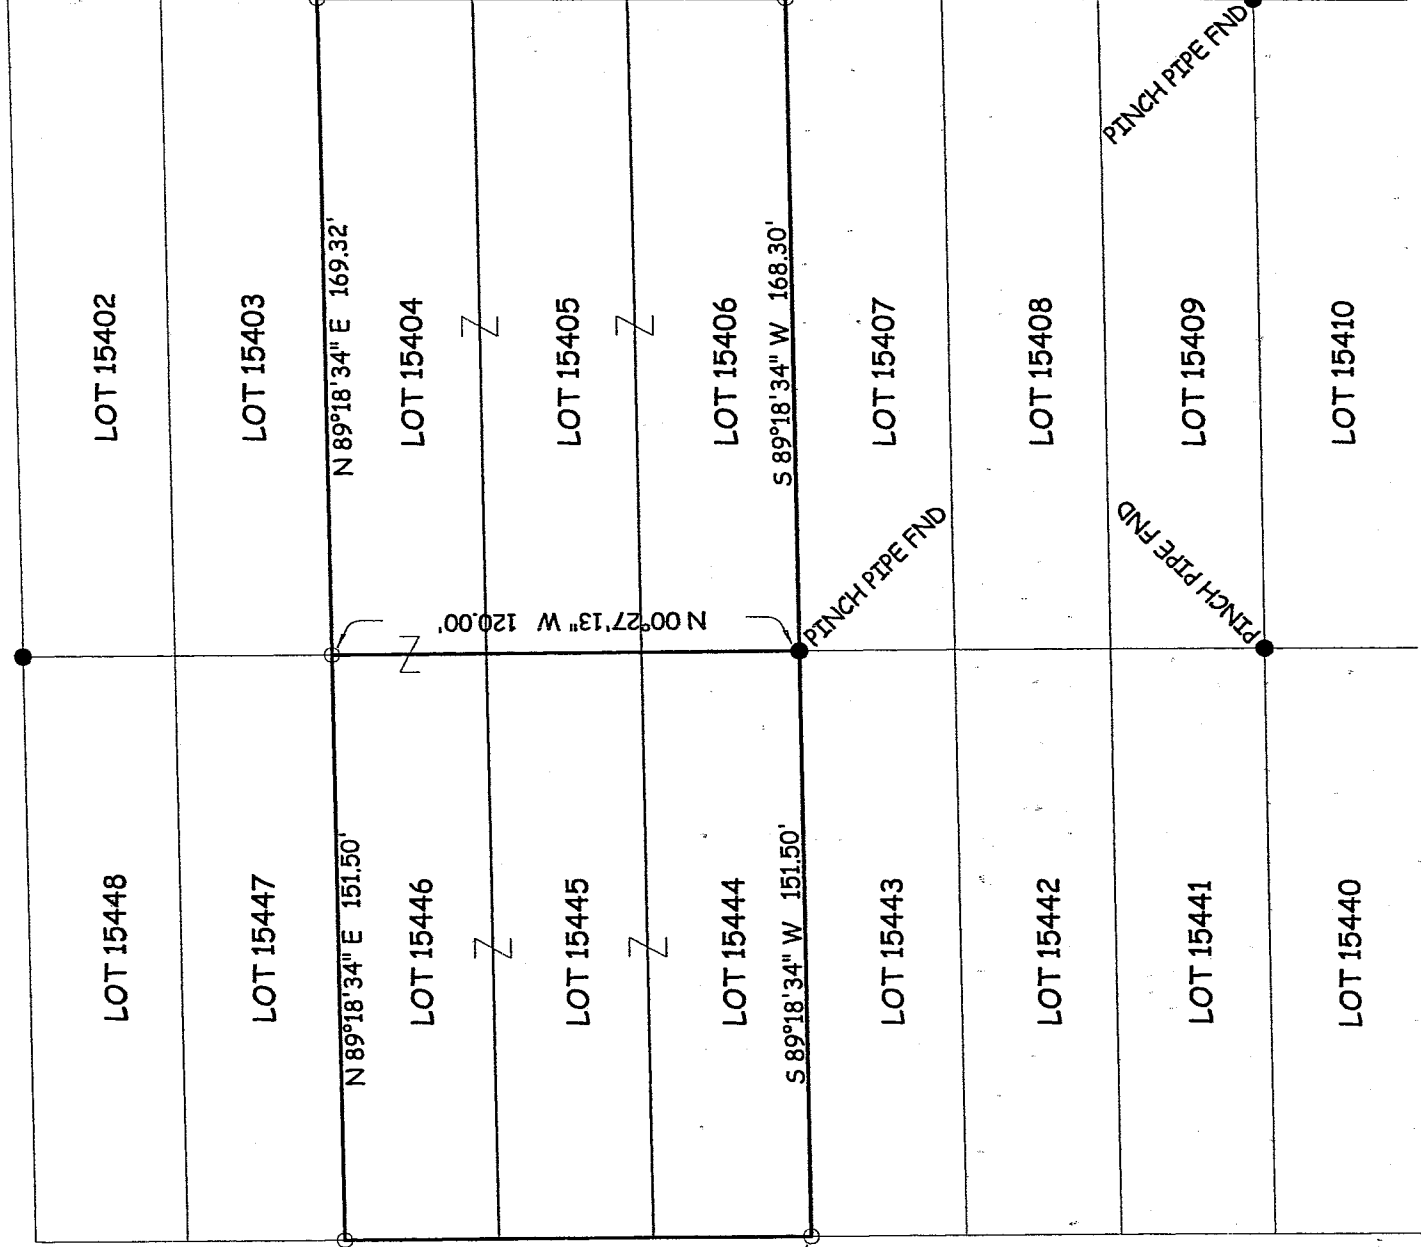 LOT 15402
LOT 15403
N 89°18'34" E 169.32'
LOT 15404
LOT 15405
LOT 15406
S 89°18'34" W 168.30'
LOT 15407
LOT 15408
LOT 15409
LOT 15410
PINCH PIPE FND
N 00°27'13" W 120.00'
PINCH PIPE FND
PINCH PIPE FND
LOT 15448
LOT 15447
N 89°18'34" E 151.50'
LOT 15446
LOT 15445
LOT 15444
S 89°18'34" W 151.50'
LOT 15443
LOT 15442
LOT 15441
LOT 15440